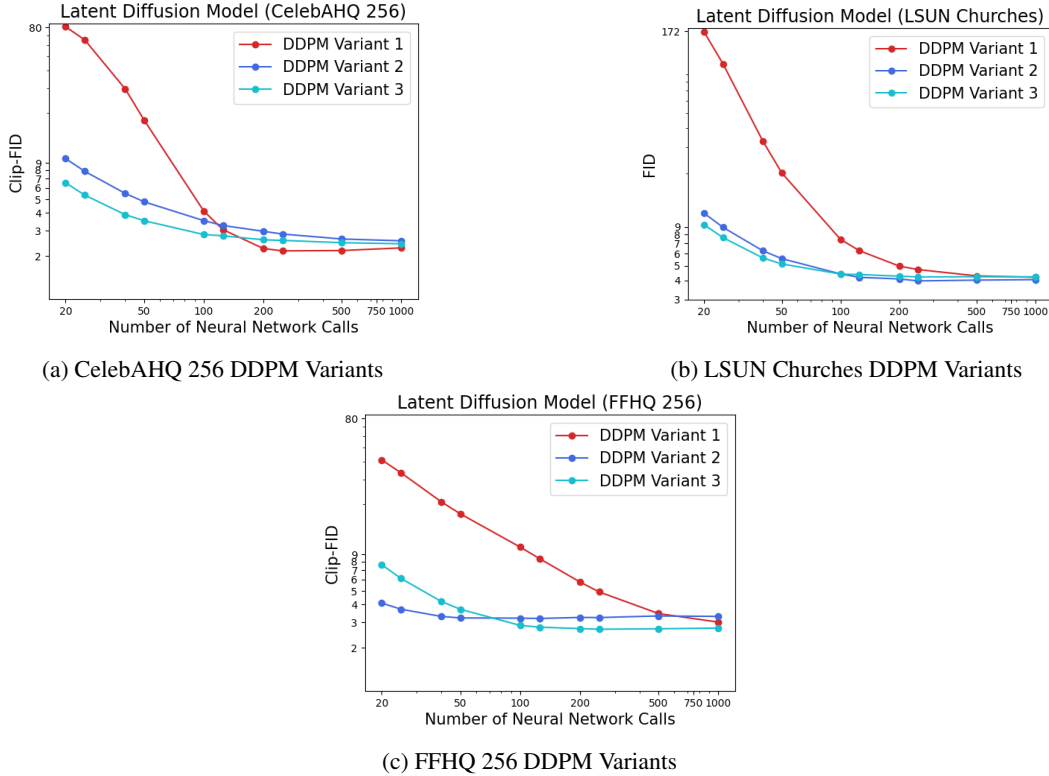 Latent Diffusion Model (CelebAHQ 256)
80
9
8
7
6
5
4
3
2
Clip-FID
DDPM Variant 1
DDPM Variant 2
DDPM Variant 3
20 50 100 200 500 750 1000
Number of Neural Network Calls
(a) CelebAHQ 256 DDPM Variants
Latent Diffusion Model (LSUN Churches)
172
9
8
7
6
5
4
3
FID
DDPM Variant 1
DDPM Variant 2
DDPM Variant 3
20 50 100 200 500 750 1000
Number of Neural Network Calls
(b) LSUN Churches DDPM Variants
Latent Diffusion Model (FFHQ 256)
80
9
8
7
6
5
4
3
2
Clip-FID
DDPM Variant 1
DDPM Variant 2
DDPM Variant 3
20 50 100 200 500 750 1000
Number of Neural Network Calls
(c) FFHQ 256 DDPM Variants